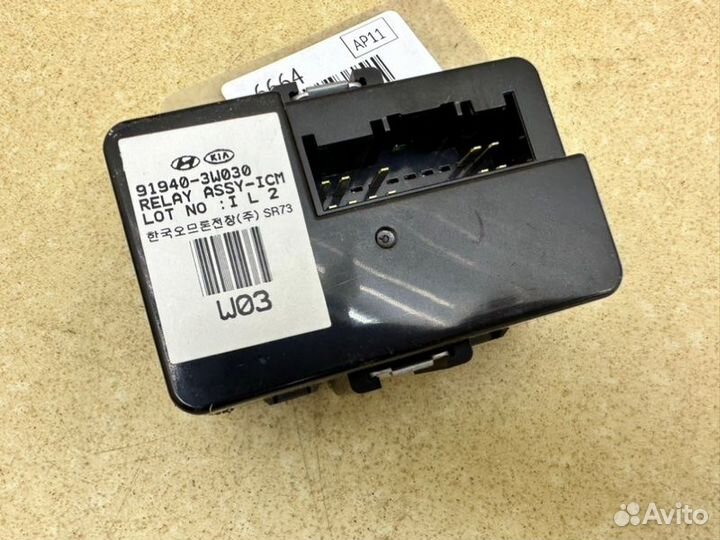 AP11
6664
KIA
91940-3W030
RELAY ASSY-ICM
LOT NO :I L 2
한국오므론전장(주) SR73
W03
Avito